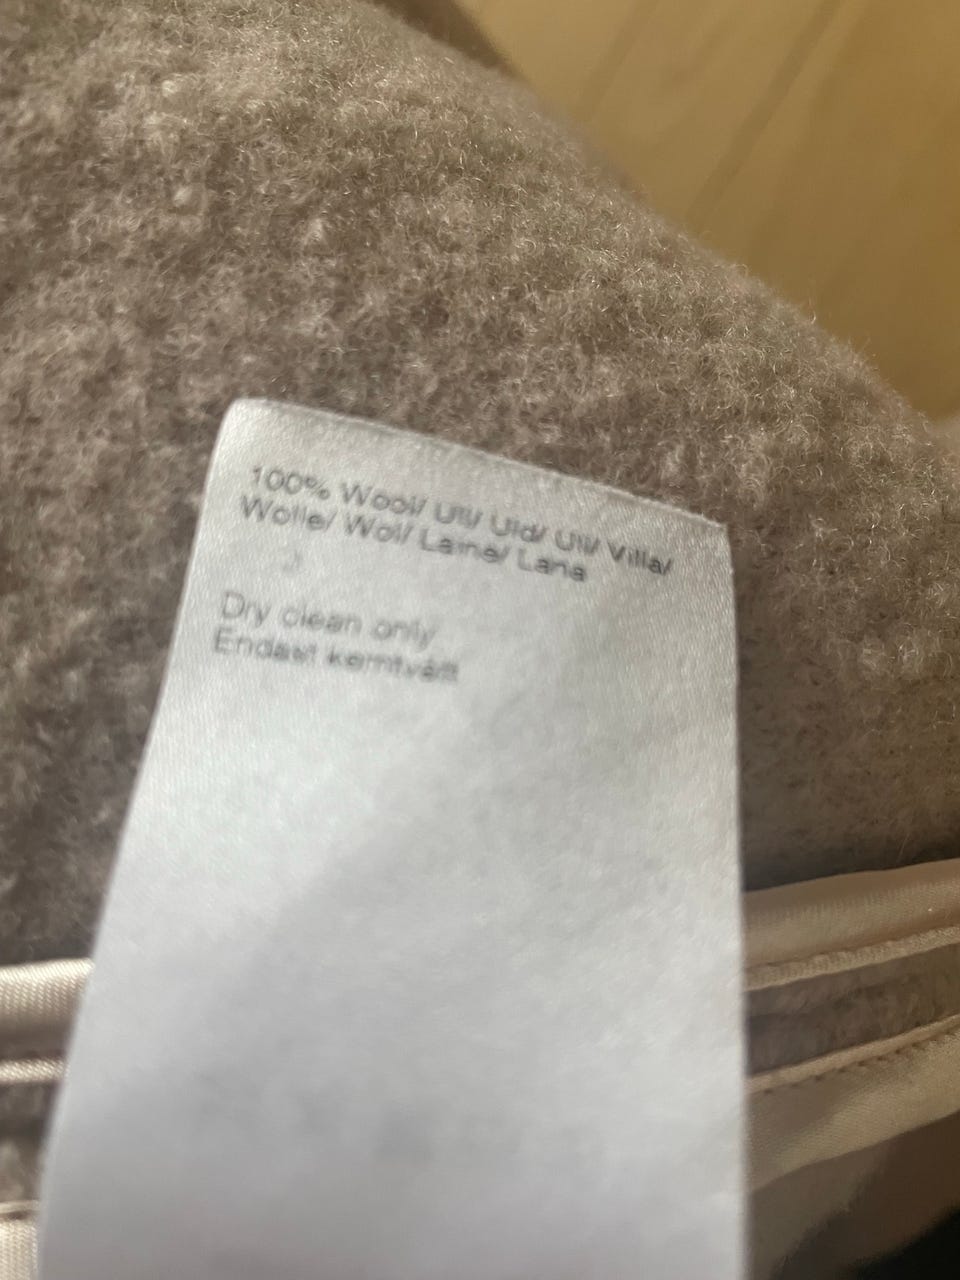 100% Wool/ Ull/ Uld/ Ull/ Villa/
Wolle/ Wol/ Laine/ Lana
Dry clean only
Endast kemtvätt